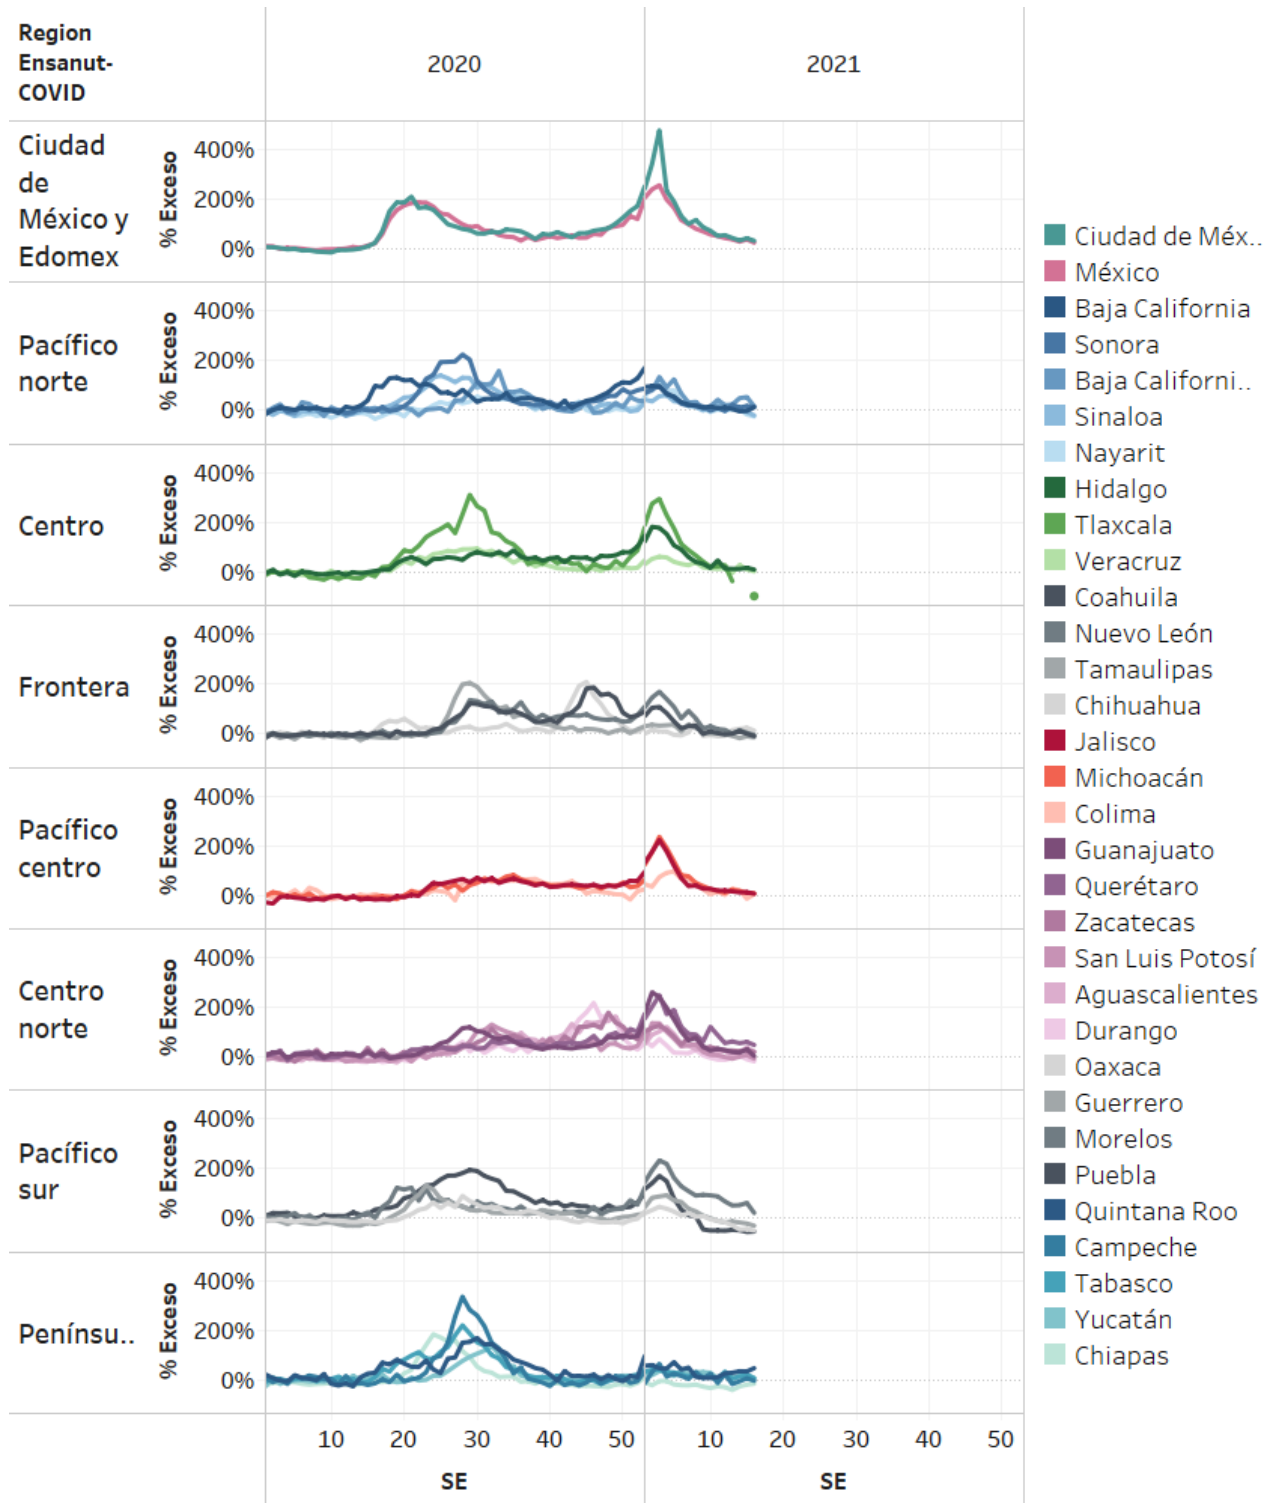 Region
Ensanut-
COVID
2020
2021
Ciudad
de
México y
Edomex
% Exceso
400%
200%
0%
Pacífico
norte
% Exceso
400%
200%
0%
Centro
% Exceso
400%
200%
0%
Frontera
% Exceso
400%
200%
0%
Pacífico
centro
% Exceso
400%
200%
0%
Centro
norte
% Exceso
400%
200%
0%
Pacífico
sur
% Exceso
400%
200%
0%
Penínsu..
% Exceso
400%
200%
0%
10 20 30 40 50 10 20 30 40 50
SE SE
Ciudad de Méx..
México
Baja California
Sonora
Baja Californi..
Sinaloa
Nayarit
Hidalgo
Tlaxcala
Veracruz
Coahuila
Nuevo León
Tamaulipas
Chihuahua
Jalisco
Michoacán
Colima
Guanajuato
Querétaro
Zacatecas
San Luis Potosí
Aguascalientes
Durango
Oaxaca
Guerrero
Morelos
Puebla
Quintana Roo
Campeche
Tabasco
Yucatán
Chiapas